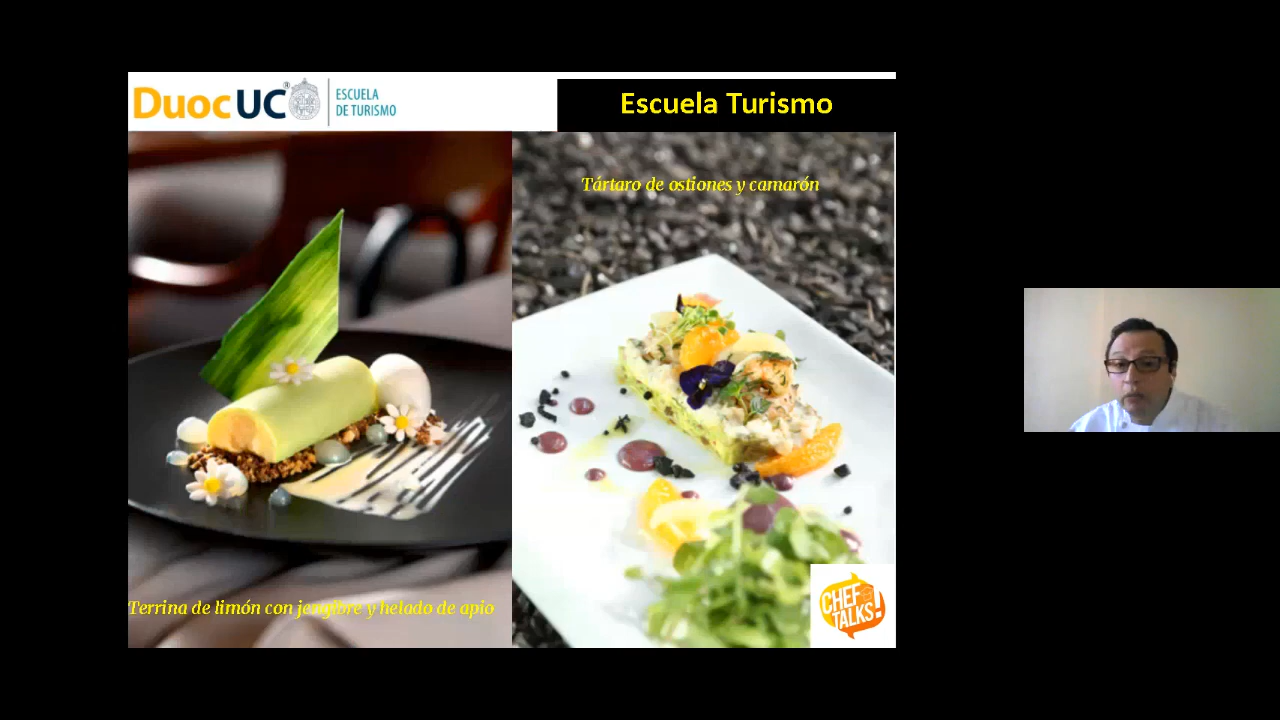 DuocUC®
ESCUELA
DE TURISMO
Escuela Turismo
Tártaro de ostiones y camarón
Terrina de limón con jengibre y helado de apio
CHEF
TALKS!